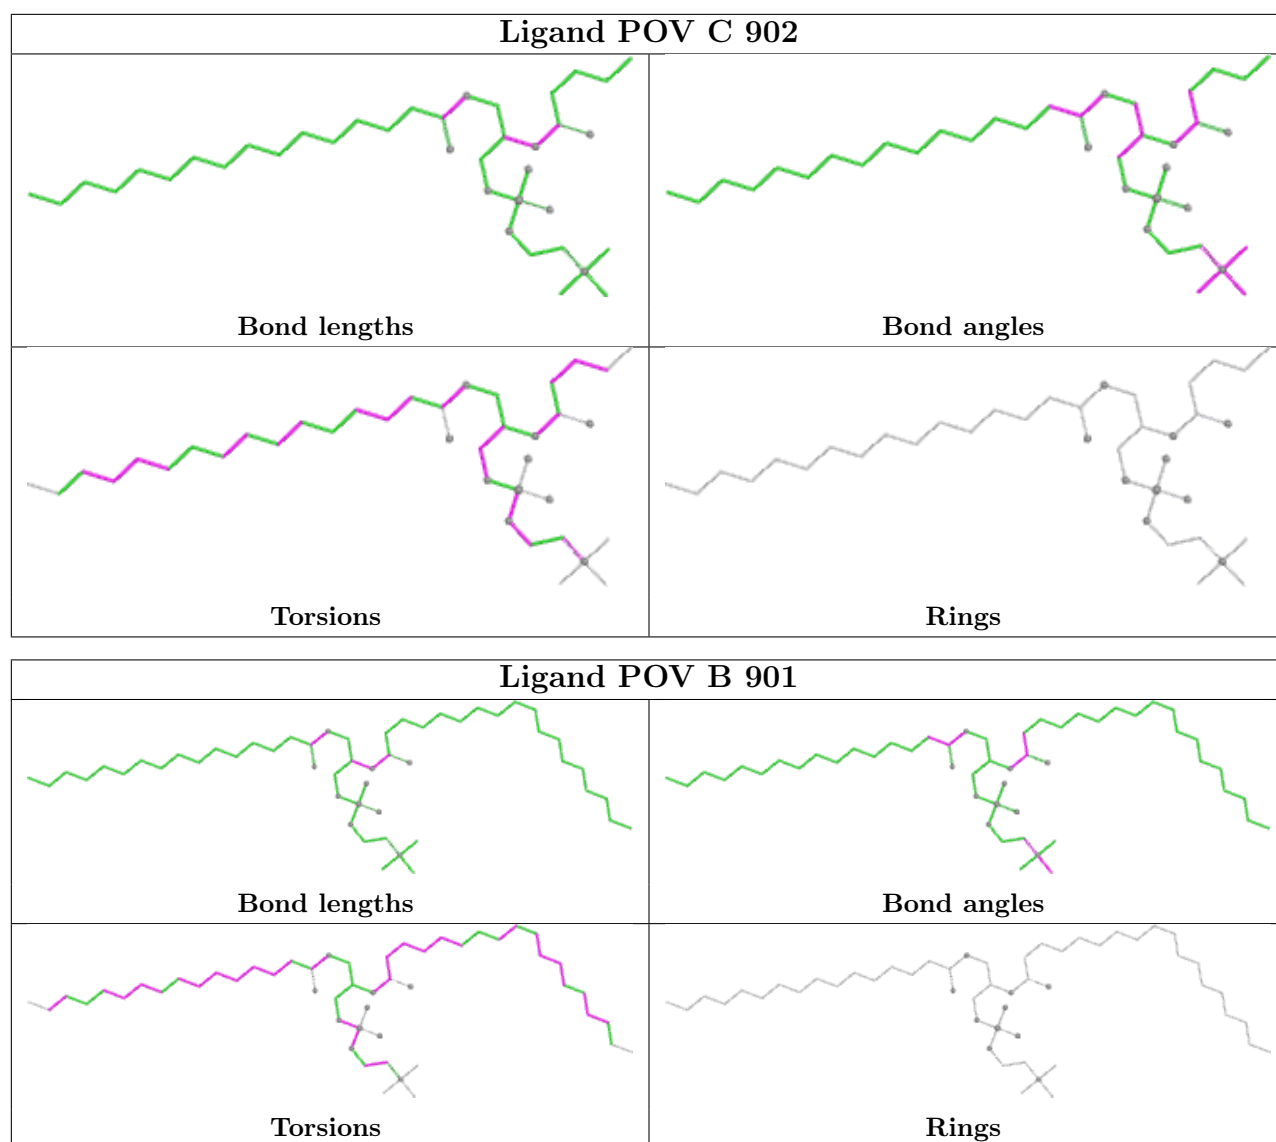 Ligand POV C 902
Bond lengths
Bond angles
Torsions
Rings
Ligand POV B 901
Bond lengths
Bond angles
Torsions
Rings